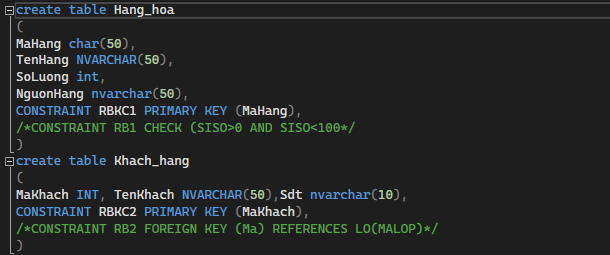 create table Hang_hoa
(
MaHang char(50),
TenHang NVARCHAR(50),
SoLuong int,
NguonHang nvarchar(50),
CONSTRAINT RBKC1 PRIMARY KEY (MaHang),
/*CONSTRAINT RB1 CHECK (SISO>0 AND SISO<100*/
)
create table Khach_hang
(
MaKhach INT, TenKhach NVARCHAR(50),Sdt nvarchar(10),
CONSTRAINT RBKC2 PRIMARY KEY (MaKhach),
/*CONSTRAINT RB2 FOREIGN KEY (Ma) REFERENCES LO(MALOP)*/
)